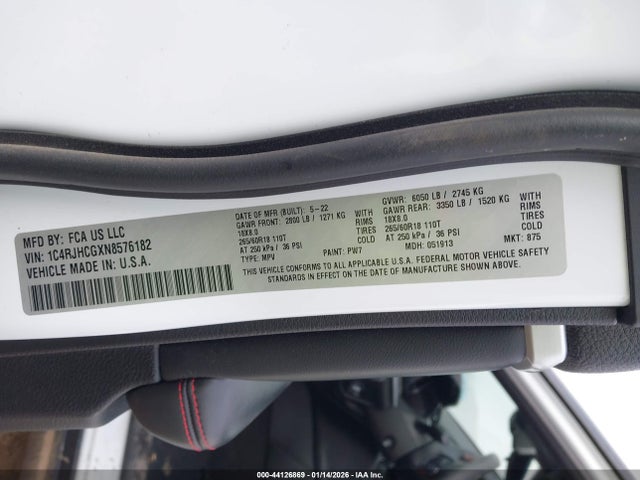 MFD BY: FCA US LLC
VIN: 1C4RJHCGXN8576182
VEHICLE MADE IN: U.S.A.
DATE OF MFR (BUILT): 5-22
GAWR FRONT: 2800 LB / 1271 KG WITH
18X8.0 RIMS
265/60R18 110T TIRES
AT 250 kPa / 36 PSI COLD
TYPE: MPV PAINT: PW7
GVWR: 6050 LB / 2745 KG
GAWR REAR: 3350 LB / 1520 KG WITH
18X8.0 RIMS
265/60R18 110T TIRES
AT 250 kPa / 36 PSI COLD
MDH: 051913 MKT: 875
THIS VEHICLE CONFORMS TO ALL APPLICABLE U.S.A. FEDERAL MOTOR VEHICLE SAFETY
STANDARDS IN EFFECT ON THE DATE OF MANUFACTURE SHOWN ABOVE.
000-44126869 - 01/14/2026 - IAA Inc.